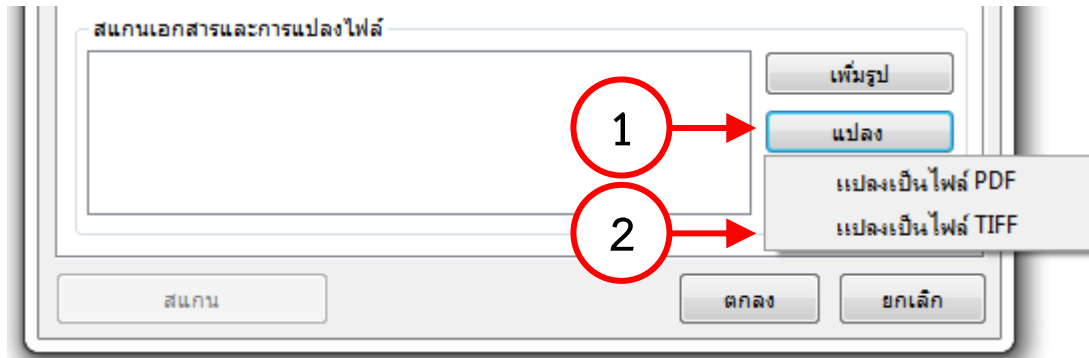 สแกนเอกสารและการแปลงไฟล์
เพิ่มรูป
1
แปลง
แปลงเป็นไฟล์ PDF
2
แปลงเป็นไฟล์ TIFF
สแกน
ตกลง
ยกเลิก